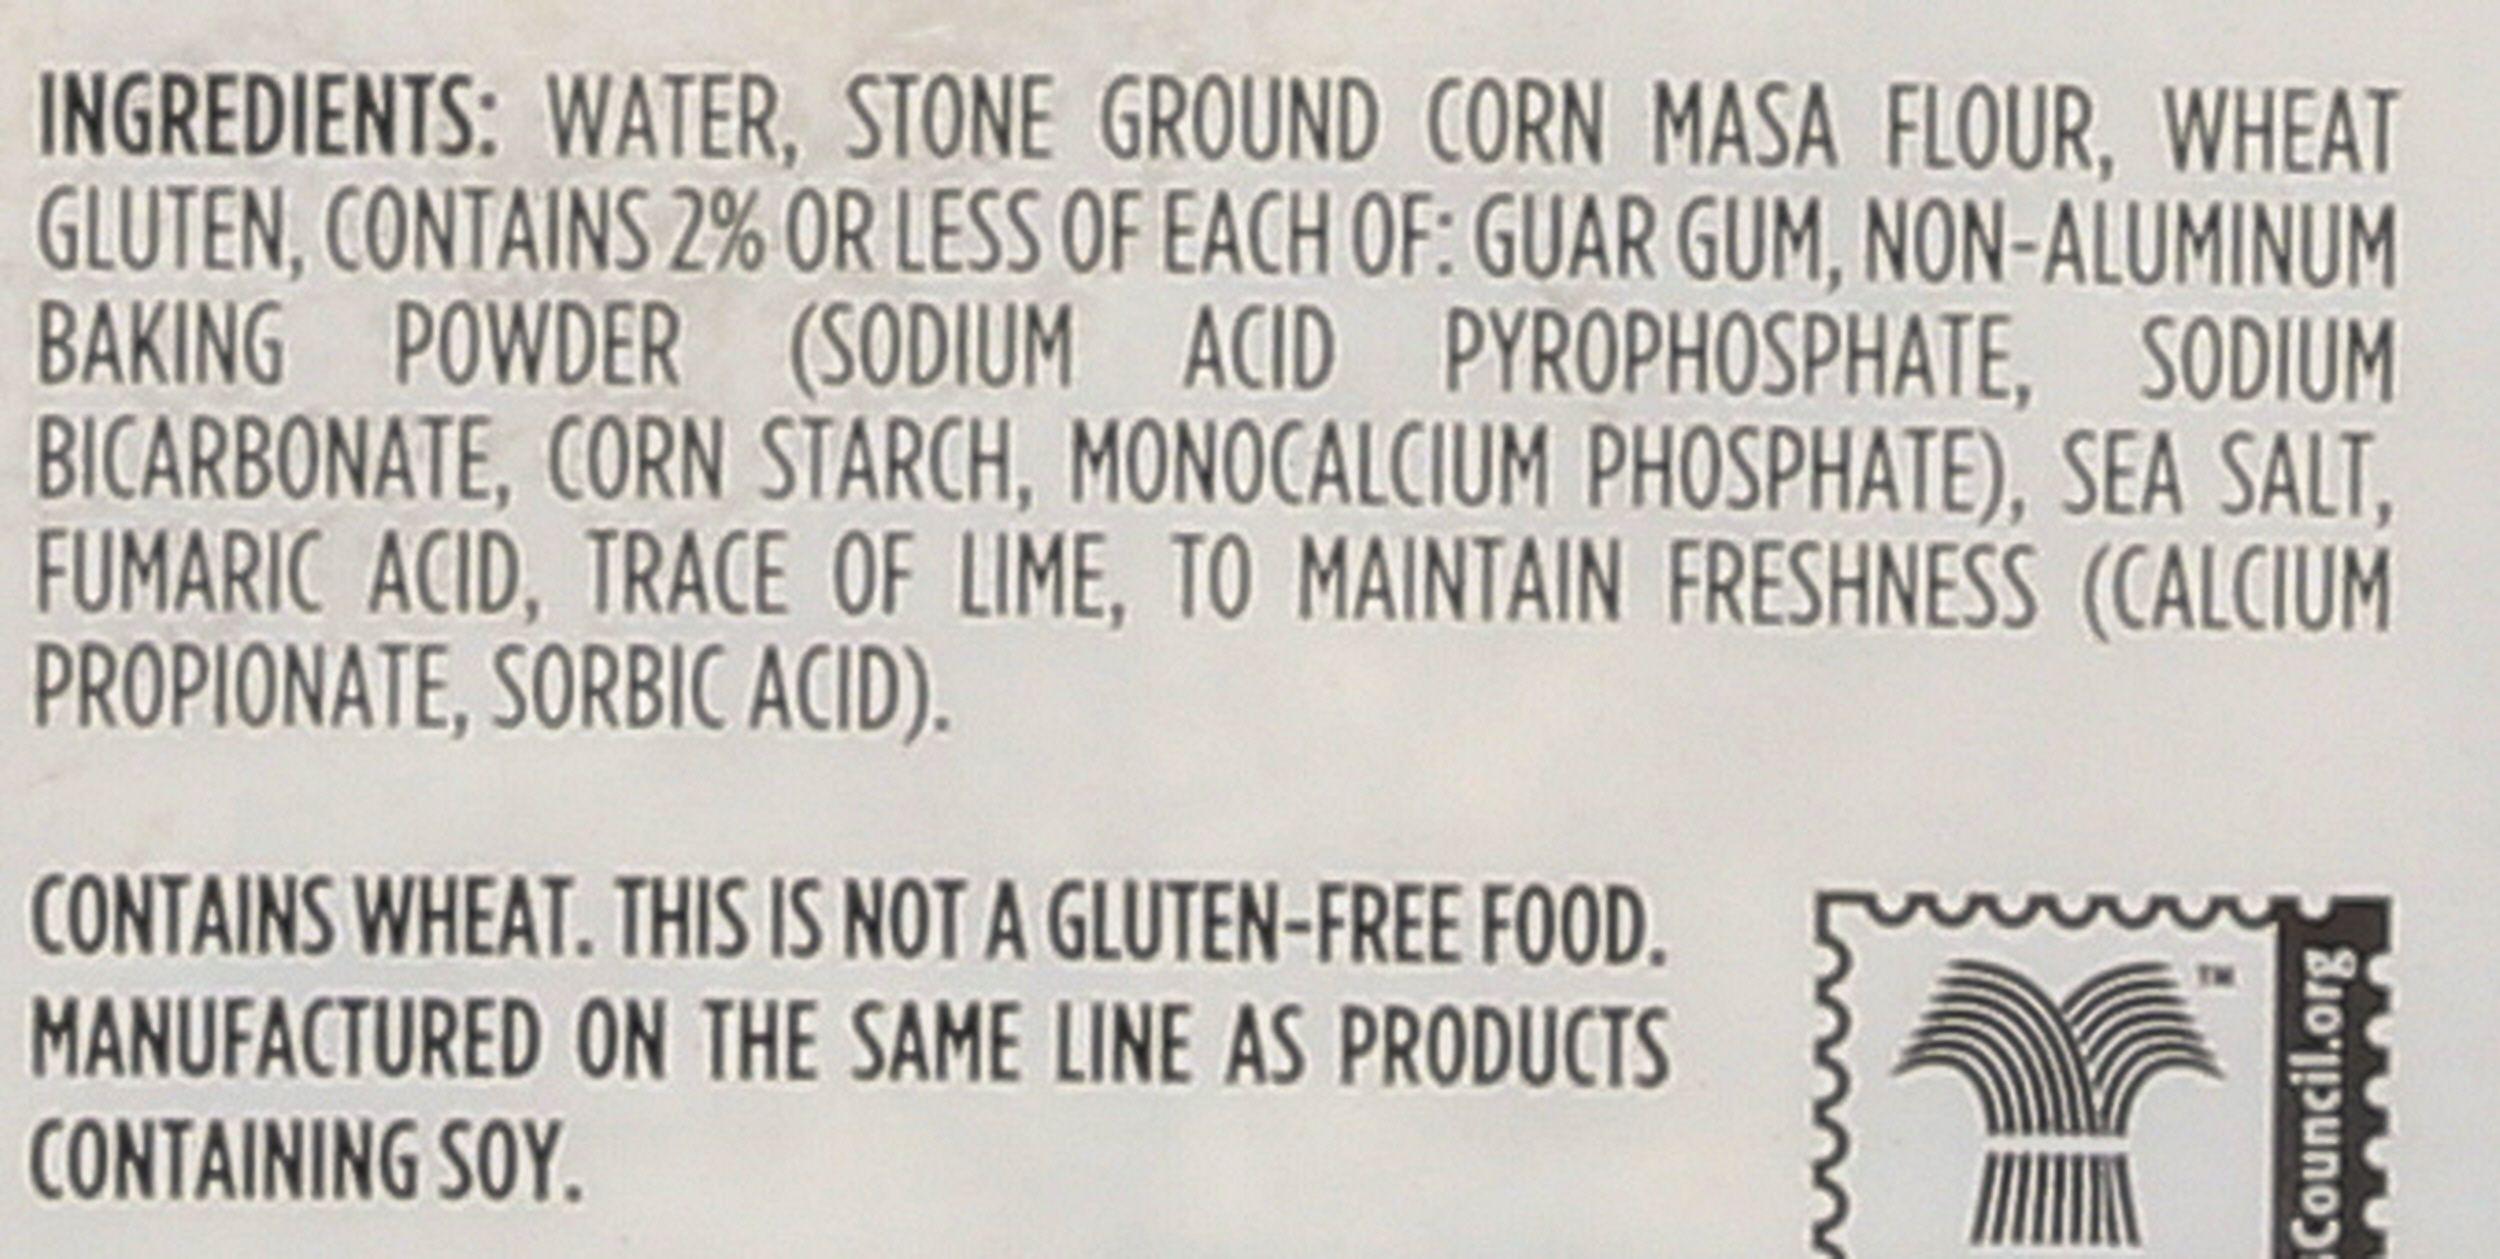 INGREDIENTS: WATER, STONE GROUND CORN MASA FLOUR, WHEAT
GLUTEN, CONTAINS 2% OR LESS OF EACH OF: GUAR GUM, NON-ALUMINUM
BAKING POWDER (SODIUM ACID PYROPHOSPHATE, SODIUM
BICARBONATE, CORN STARCH, MONOCALCIUM PHOSPHATE), SEA SALT,
FUMARIC ACID, TRACE OF LIME, TO MAINTAIN FRESHNESS (CALCIUM
PROPIONATE, SORBIC ACID).
CONTAINS WHEAT. THIS IS NOT A GLUTEN-FREE FOOD.
MANUFACTURED ON THE SAME LINE AS PRODUCTS
CONTAINING SOY.
TM
Council.org